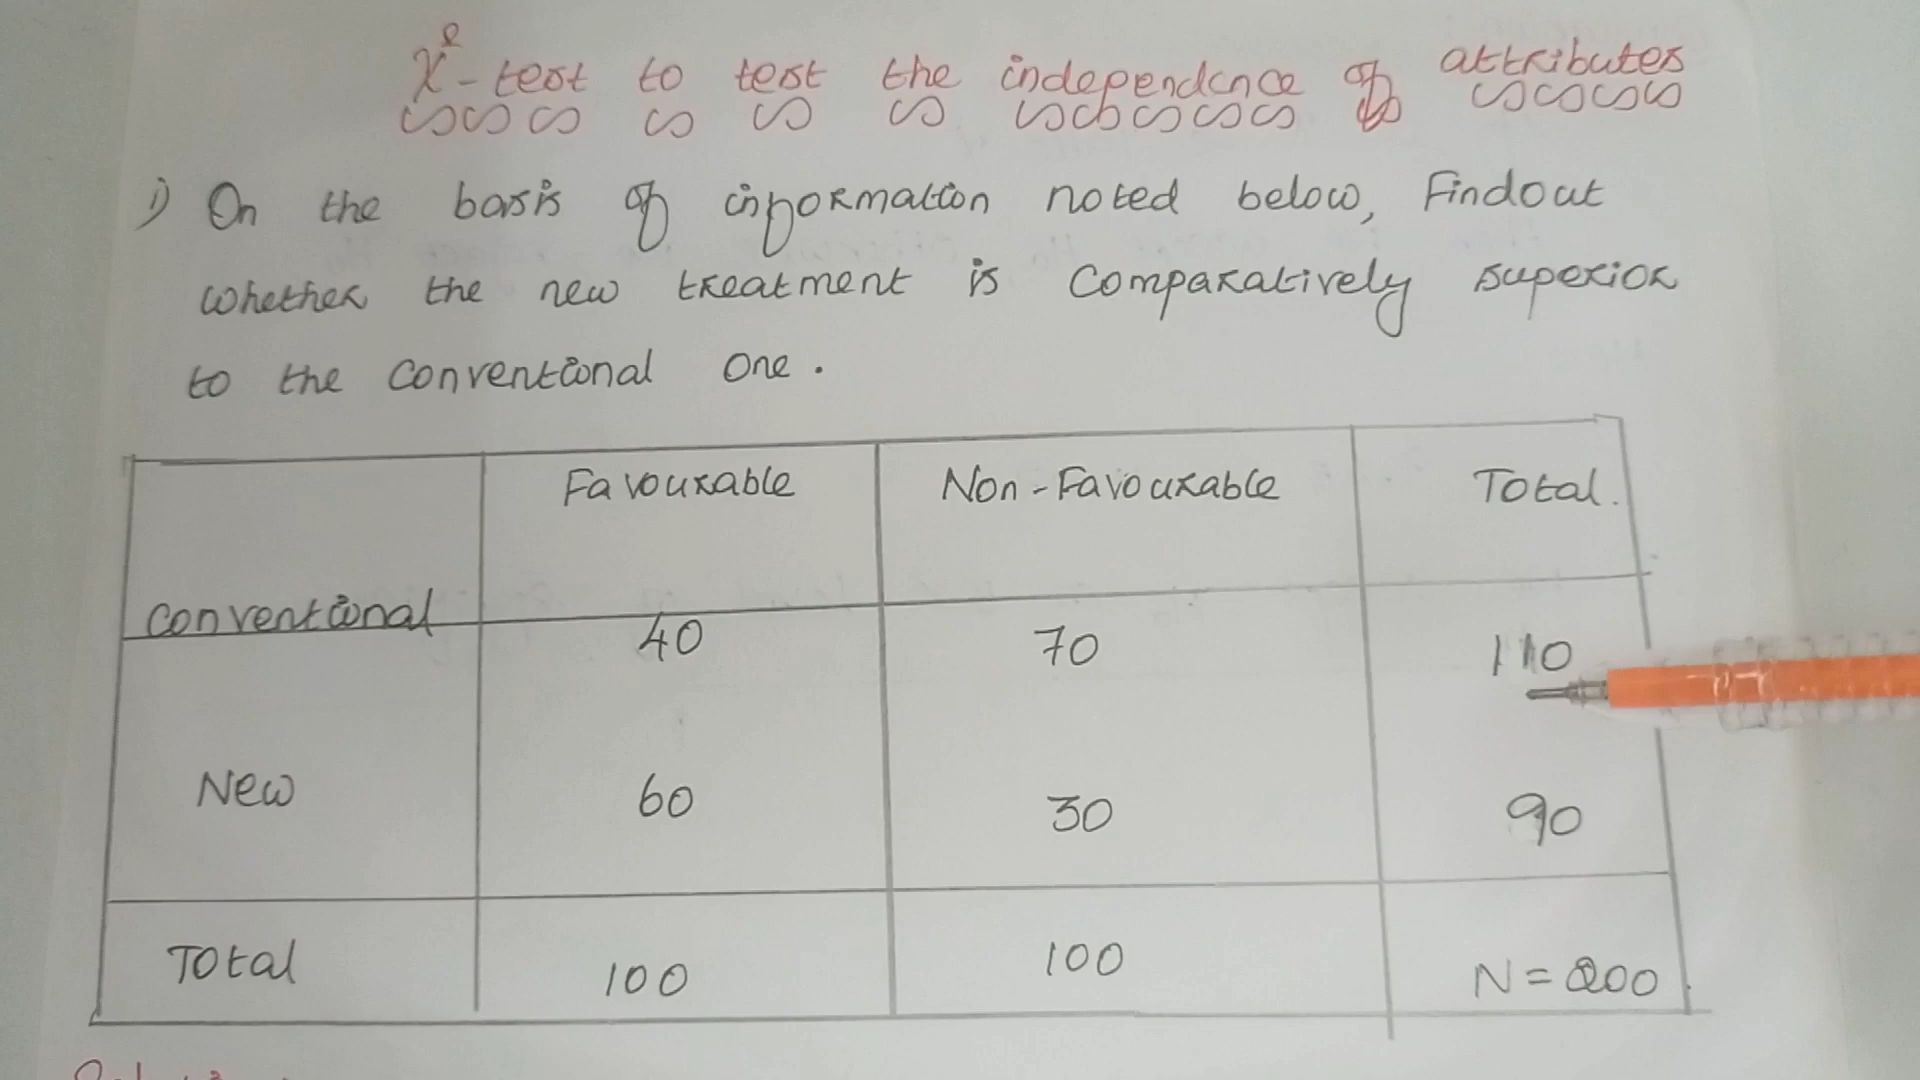 χ²-test to test the independence of attributes
1) On the basis of information noted below, Findout
whether the new treatment is comparatively superior
to the conventional one.
Favourable Non-Favourable Total.
conventional 40 70 110
New 60 30 90
Total 100 100 N=200